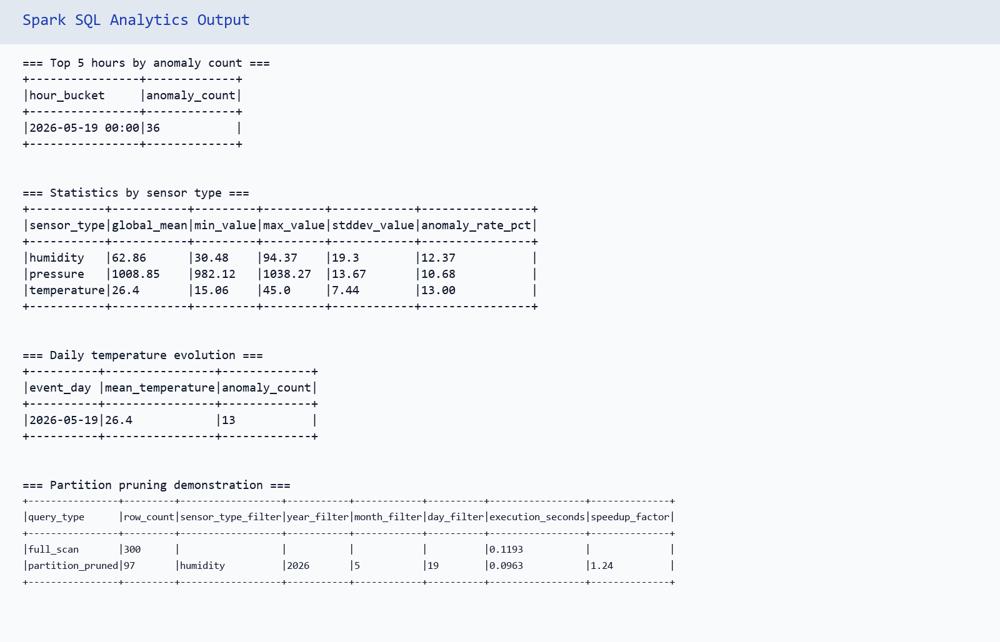 Spark SQL Analytics Output
=== Top 5 hours by anomaly count ===
+----------------+-------------+
|hour_bucket     |anomaly_count|
+----------------+-------------+
|2026-05-19 00:00|36           |
+----------------+-------------+
=== Statistics by sensor type ===
+-----------+-----------+---------+---------+------------+----------------+
|sensor_type|global_mean|min_value|max_value|stddev_value|anomaly_rate_pct|
+-----------+-----------+---------+---------+------------+----------------+
|humidity   |62.86      |30.48    |94.37    |19.3        |12.37           |
|pressure   |1008.85    |982.12   |1038.27  |13.67       |10.68           |
|temperature|26.4       |15.06    |45.0     |7.44        |13.00           |
+-----------+-----------+---------+---------+------------+----------------+
=== Daily temperature evolution ===
+----------+----------------+-------------+
|event_day |mean_temperature|anomaly_count|
+----------+----------------+-------------+
|2026-05-19|26.4            |13           |
+----------+----------------+-------------+
=== Partition pruning demonstration ===
+----------------+---------+------------------+-----------+------------+----------+-----------------+--------------+
|query_type      |row_count|sensor_type_filter|year_filter|month_filter|day_filter|execution_seconds|speedup_factor|
+----------------+---------+------------------+-----------+------------+----------+-----------------+--------------+
|full_scan       |300      |                  |           |            |          |0.1193           |              |
|partition_pruned|97       |humidity          |2026       |5           |19        |0.0963           |1.24          |
+----------------+---------+------------------+-----------+------------+----------+-----------------+--------------+